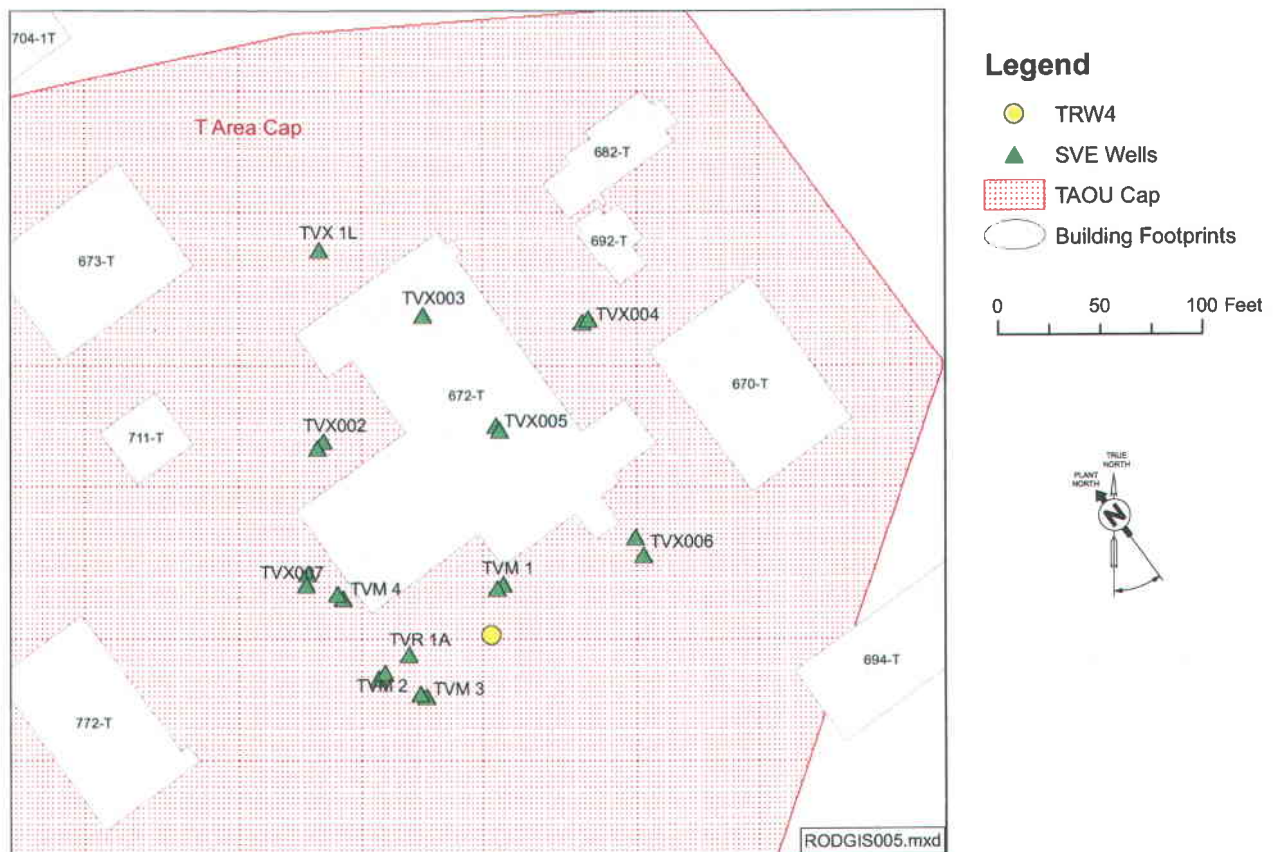 704-1T
T Area Cap
682-T
692-T
673-T
TVX 1L
TVX003
TVX004
672-T
670-T
TVX005
711-T
TVX002
TVX006
TVX007
TVM 4
TVM 1
TVR 1A
TVM 2
TVM 3
694-T
772-T
RODGIS005.mxd
Legend
TRW4
SVE Wells
TAOU Cap
Building Footprints
0 50 100 Feet
TRUE
NORTH
PLANT
NORTH
N